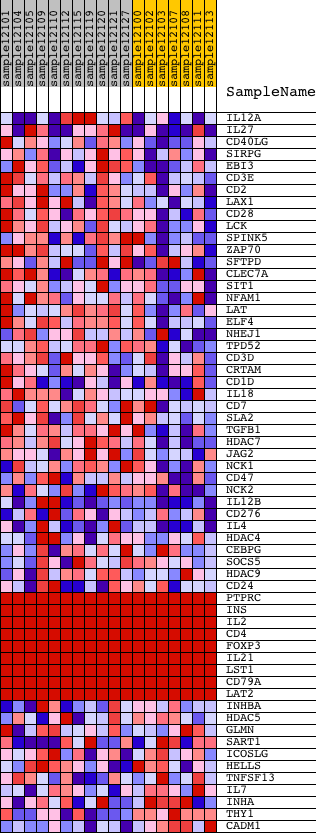 sample12101
sample12104
sample12105
sample12109
sample12110
sample12112
sample12115
sample12119
sample12120
sample12124
sample12127
sample12100
sample12102
sample12103
sample12107
sample12108
sample12111
sample12113
SampleName
IL12A
IL27
CD40LG
SIRPG
EBI3
CD3E
CD2
LAX1
CD28
LCK
SPINK5
ZAP70
SFTPD
CLEC7A
SIT1
NFAM1
LAT
ELF4
NHEJ1
TPD52
CD3D
CRTAM
CD1D
IL18
CD7
SLA2
TGFB1
HDAC7
JAG2
NCK1
CD47
NCK2
IL12B
CD276
IL4
HDAC4
CEBPG
SOCS5
HDAC9
CD24
PTPRC
INS
IL2
CD4
FOXP3
IL21
LST1
CD79A
LAT2
INHBA
HDAC5
GLMN
SART1
ICOSLG
HELLS
TNFSF13
IL7
INHA
THY1
CADM1